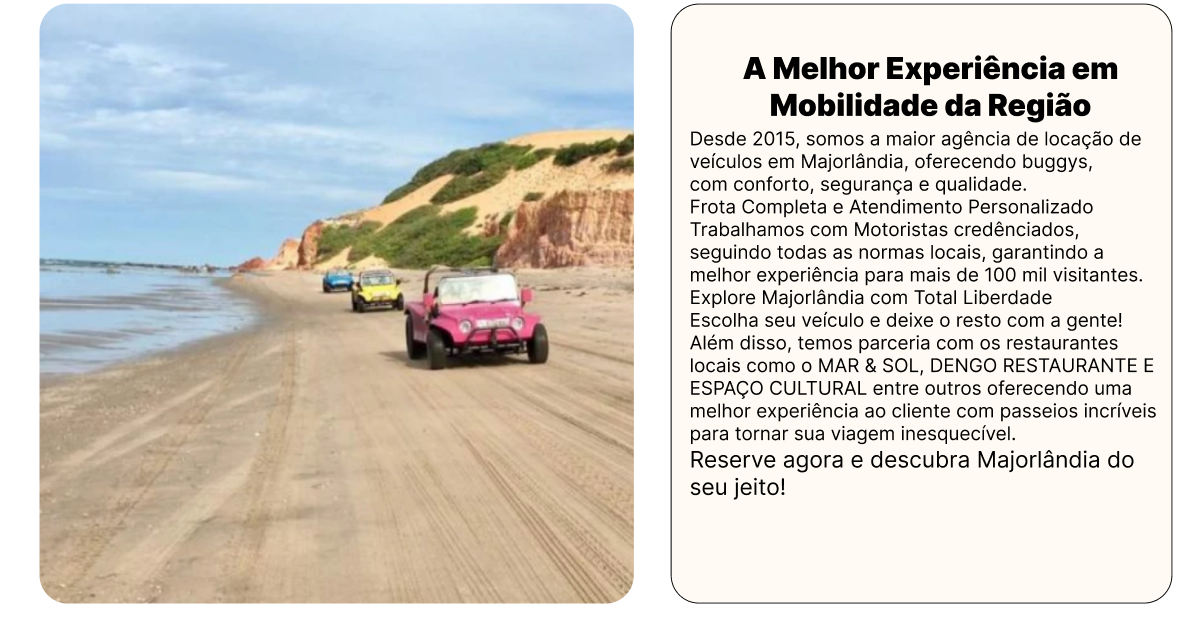 A Melhor Experiência em
Mobilidade da Região
Desde 2015, somos a maior agência de locação de
veículos em Majorlândia, oferecendo buggys,
com conforto, segurança e qualidade.
Frota Completa e Atendimento Personalizado
Trabalhamos com Motoristas credênciados,
seguindo todas as normas locais, garantindo a
melhor experiência para mais de 100 mil visitantes.
Explore Majorlândia com Total Liberdade
Escolha seu veículo e deixe o resto com a gente!
Além disso, temos parceria com os restaurantes
locais como o MAR & SOL, DENGO RESTAURANTE E
ESPAÇO CULTURAL entre outros oferecendo uma
melhor experiência ao cliente com passeios incríveis
para tornar sua viagem inesquecível.
Reserve agora e descubra Majorlândia do
seu jeito!